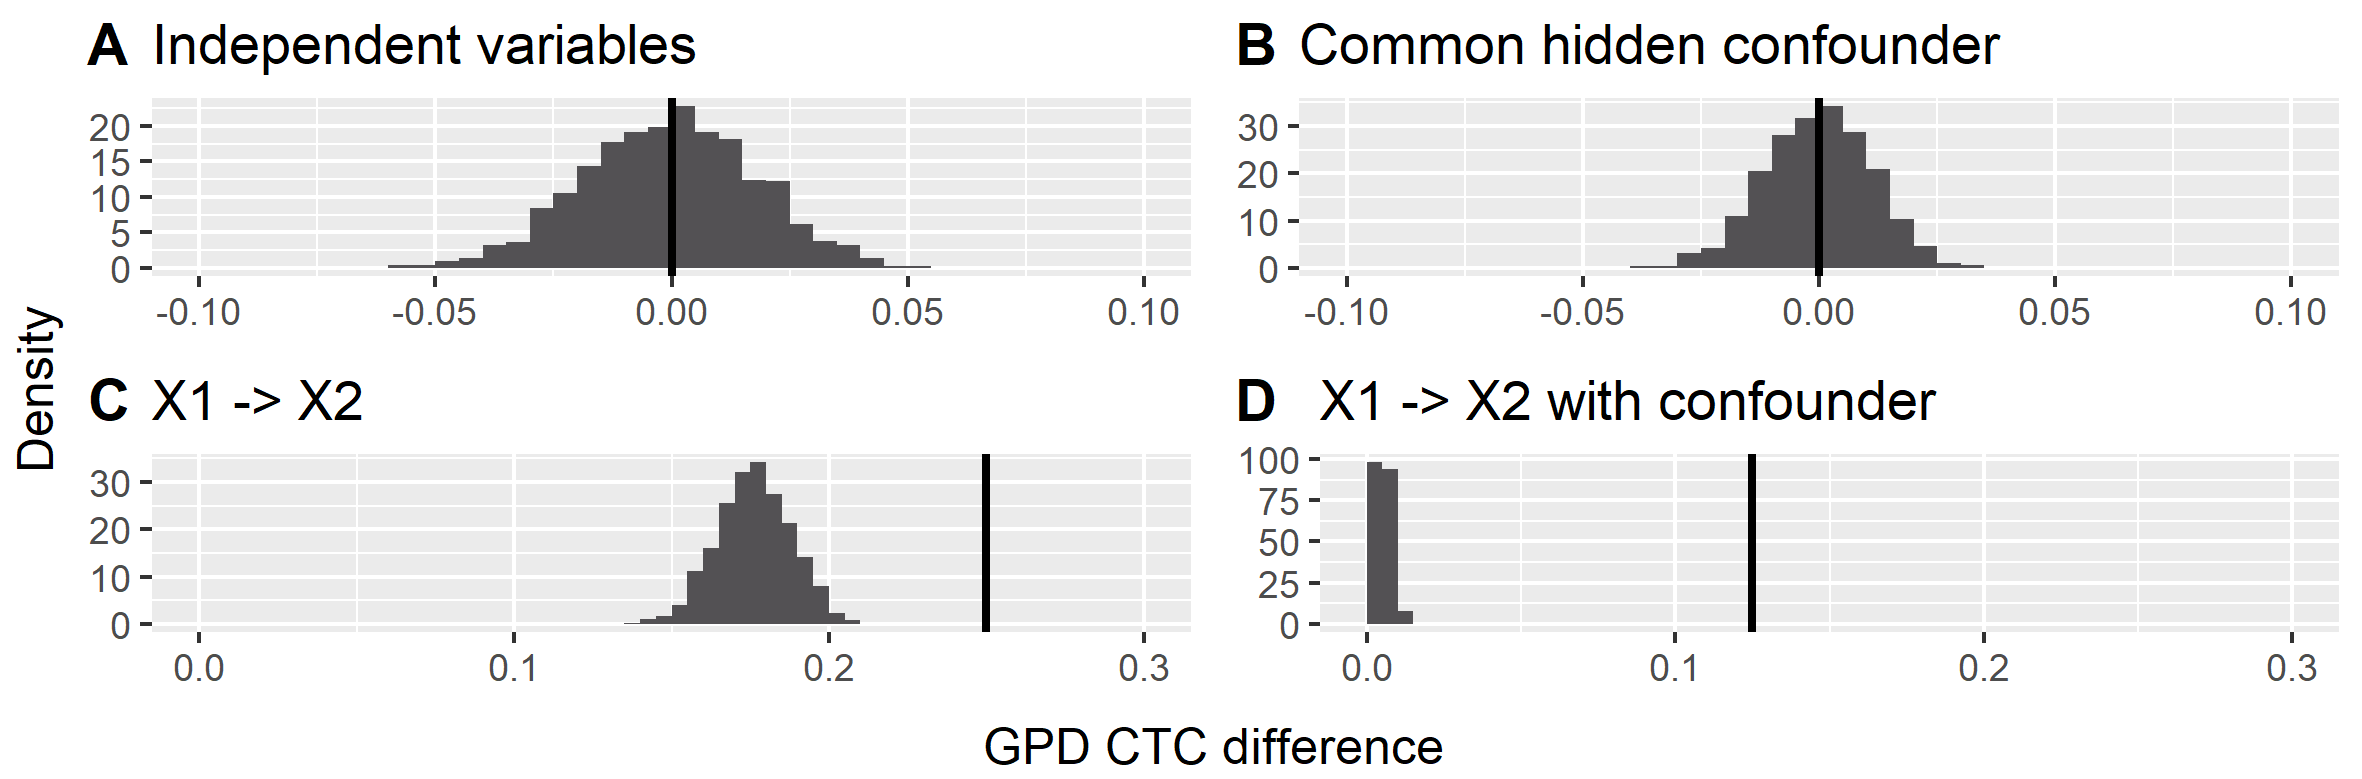 A Independent variables
20
15
10
5
0
-0.10 -0.05 0.00 0.05 0.10
B Common hidden confounder
30
20
10
0
-0.10 -0.05 0.00 0.05 0.10
Density
C X1 -> X2
30
20
10
0
0.0 0.1 0.2 0.3
D X1 -> X2 with confounder
100
75
50
25
0
0.0 0.1 0.2 0.3
GPD CTC difference